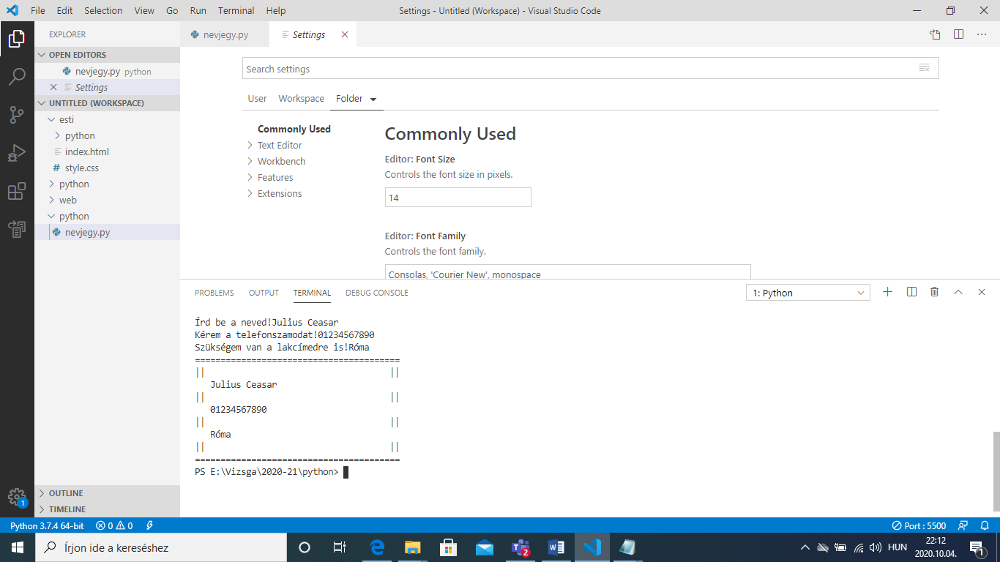 File Edit Selection View Go Run Terminal Help
Settings - Untitled (Workspace) - Visual Studio Code
EXPLORER
OPEN EDITORS
nevjegy.py python
Settings
UNTITLED (WORKSPACE)
esti
python
index.html
style.css
python
web
python
nevjegy.py
OUTLINE
TIMELINE
nevjegy.py
Settings
Search settings
User Workspace Folder
Commonly Used
Text Editor
Workbench
Features
Extensions
Commonly Used
Editor: Font Size
Controls the font size in pixels.
14
Editor: Font Family
Controls the font family.
Consolas, 'Courier New', monospace
PROBLEMS OUTPUT TERMINAL DEBUG CONSOLE
1: Python
Írd be a neved!Julius Ceasar
Kérem a telefonszamodat!01234567890
Szükségem van a lakcímedre is!Róma
========================================
||                                    ||
   Julius Ceasar
||                                    ||
   01234567890
||                                    ||
   Róma
||                                    ||
========================================
PS E:\Vizsga\2020-21\python>
1
Python 3.7.4 64-bit 0 0
Port : 5500
Írjon ide a kereséshez
2
HUN
22:12
2020.10.04.
1